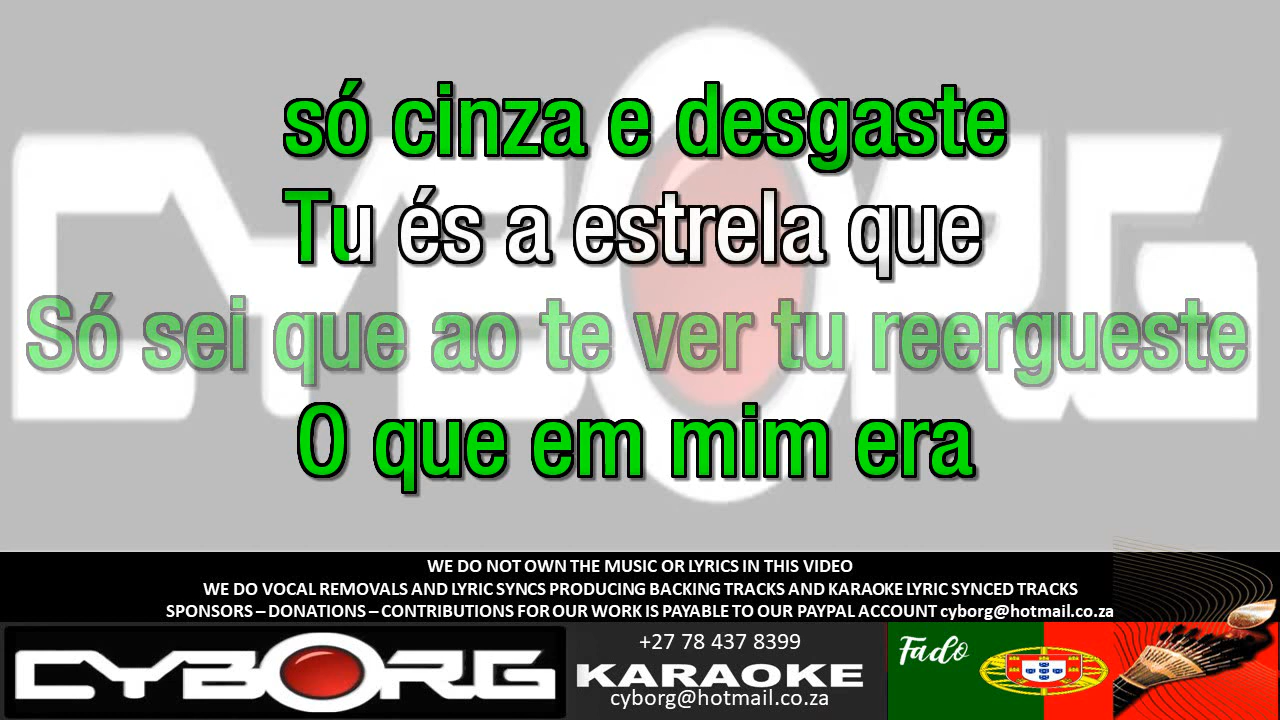 CYBORG
só cinza e desgaste
Tu és a estrela que
Só sei que ao te ver tu reergueste
O que em mim era
WE DO NOT OWN THE MUSIC OR LYRICS IN THIS VIDEO
WE DO VOCAL REMOVALS AND LYRIC SYNCS PRODUCING BACKING TRACKS AND KARAOKE LYRIC SYNCED TRACKS
SPONSORS – DONATIONS – CONTRIBUTIONS FOR OUR WORK IS PAYABLE TO OUR PAYPAL ACCOUNT cyborg@hotmail.co.za
CYBORG
+27 78 437 8399
KARAOKE
cyborg@hotmail.co.za
Fado